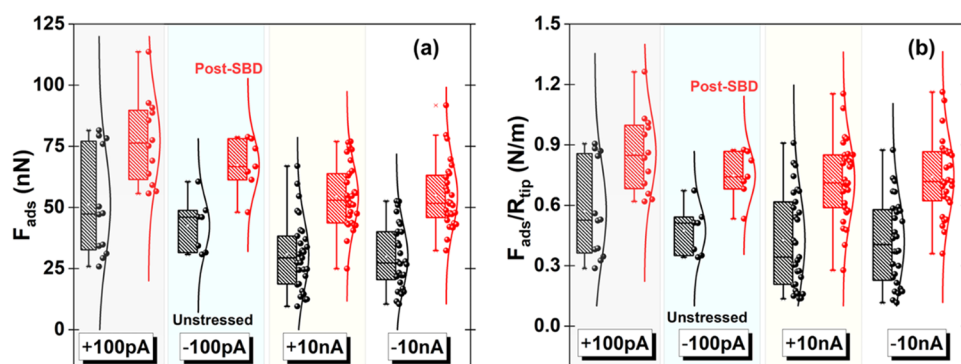 125
100
75
50
25
0
F_ads (nN)
(a)
Post-SBD
Unstressed
+100pA
-100pA
+10nA
-10nA
1.5
1.2
0.9
0.6
0.3
0.0
F_ads/R_tip (N/m)
(b)
Post-SBD
Unstressed
+100pA
-100pA
+10nA
-10nA